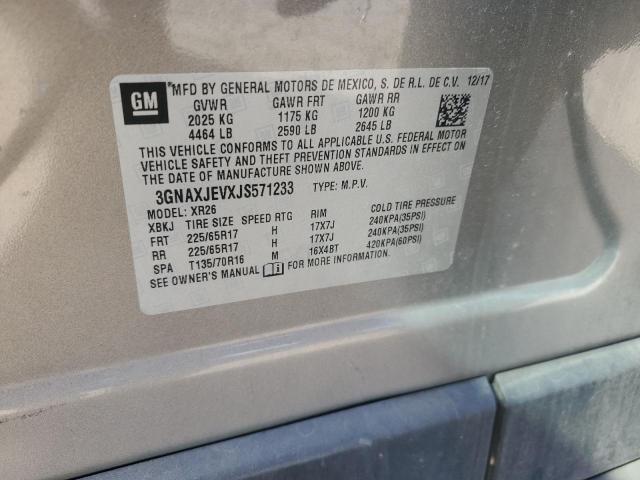 GM
MFD BY GENERAL MOTORS DE MEXICO, S. DE R.L. DE C.V. 12/17
GVWR GAWR FRT GAWR RR
2025 KG 1175 KG 1200 KG
4464 LB 2590 LB 2645 LB
THIS VEHICLE CONFORMS TO ALL APPLICABLE U.S. FEDERAL MOTOR
VEHICLE SAFETY AND THEFT PREVENTION STANDARDS IN EFFECT ON
THE DATE OF MANUFACTURE SHOWN ABOVE.
3GNAXJEVXJS571233 TYPE: M.P.V.
MODEL: XR26
XBKJ TIRE SIZE SPEED RTG RIM COLD TIRE PRESSURE
FRT 225/65R17 H 17X7J 240KPA(35PSI)
RR 225/65R17 H 17X7J 240KPA(35PSI)
SPA T135/70R16 M 16X4BT 420KPA(60PSI)
SEE OWNER'S MANUAL FOR MORE INFORMATION.